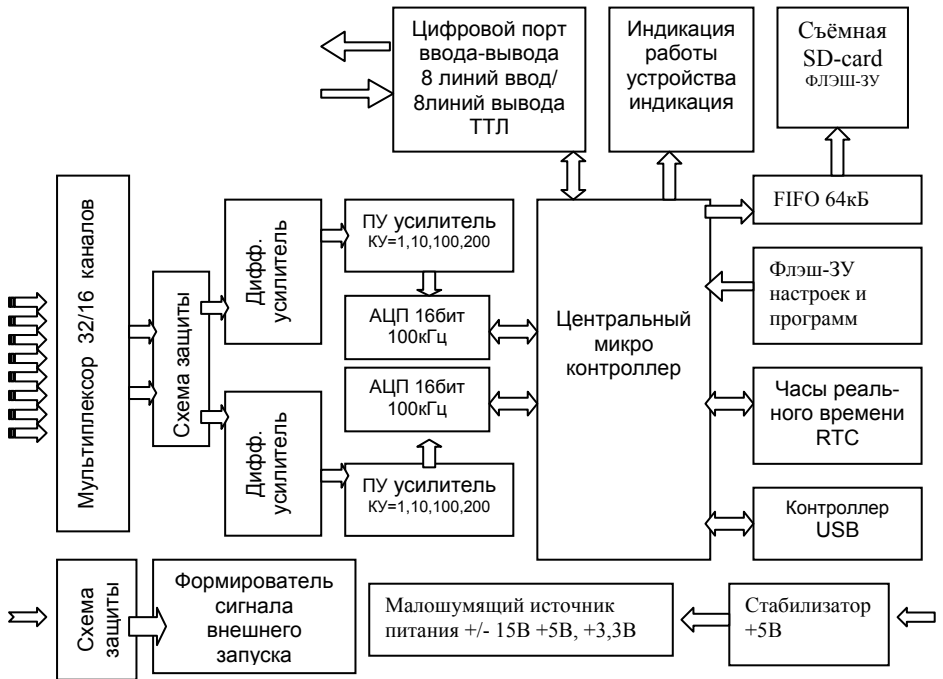 Цифровой порт
ввода-вывода
8 линий ввод/
8линий вывода
ТТЛ
Индикация
работы
устройства
индикация
Съёмная
SD-card
ФЛЭШ-ЗУ
Мультиплексор 32/16 каналов
Схема защиты
Дифф.
усилитель
ПУ усилитель
КУ=1,10,100,200
АЦП 16бит
100кГц
АЦП 16бит
100кГц
Дифф.
усилитель
ПУ усилитель
КУ=1,10,100,200
Центральный
микро
контроллер
FIFO 64кБ
Флэш-ЗУ
настроек и
программ
Часы реаль-
ного времени
RTC
Контроллер
USB
Схема
защиты
Формирователь
сигнала
внешнего
запуска
Малошумящий источник
питания +/- 15В +5В, +3,3В
Стабилизатор
+5В